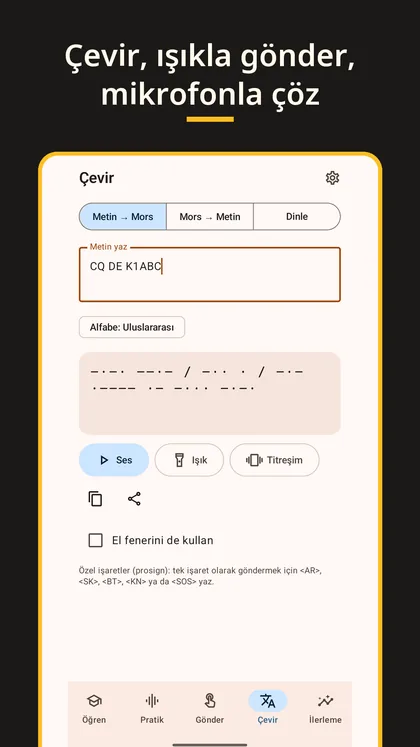 Çevir, ışıkla gönder,
mikrofonla çöz
Çevir
Metin → Mors
Mors → Metin
Dinle
Metin yaz
CQ DE K1ABC
Alfabe: Uluslararası
—·—· ——·— / —·· · / —·—
·———— ·— —··· —·—·
Ses
Işık
Titreşim
El fenerini de kullan
Özel işaretler (prosign): tek işaret olarak göndermek için <AR>,
<SK>, <BT>, <KN> ya da <SOS> yaz.
Öğren
Pratik
Gönder
Çevir
İlerleme